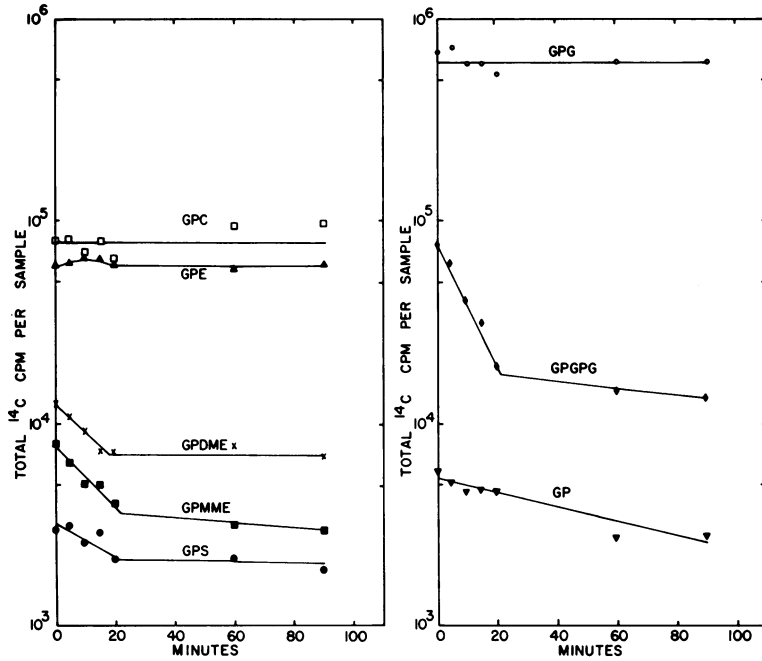 10⁶
GPC
10⁵
GPE
TOTAL ¹⁴C CPM PER SAMPLE
GPDME
10⁴
GPMME
GPS
10³
0 20 40 60 80 100
MINUTES
10⁶
GPG
10⁵
TOTAL ¹⁴C CPM PER SAMPLE
GPGPG
10⁴
GP
10³
0 20 40 60 80 100
MINUTES